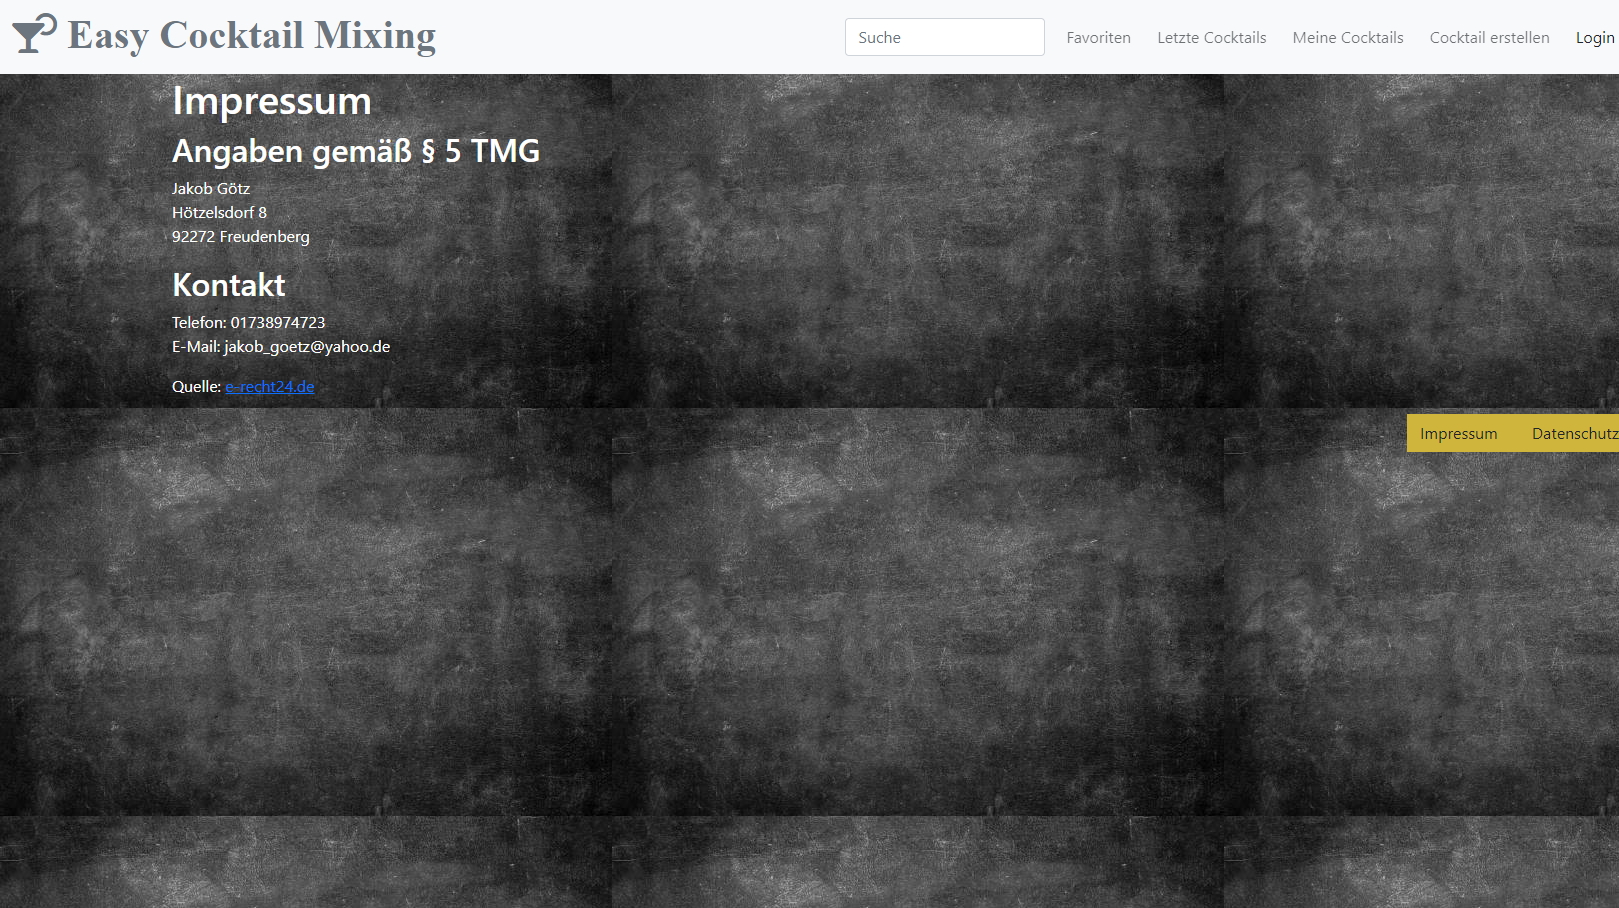 Easy Cocktail Mixing
Suche
Favoriten
Letzte Cocktails
Meine Cocktails
Cocktail erstellen
Login
Impressum
Angaben gemäß § 5 TMG
Jakob Götz
Hötzelsdorf 8
92272 Freudenberg
Kontakt
Telefon: 01738974723
E-Mail: jakob_goetz@yahoo.de
Quelle: e-recht24.de
Impressum
Datenschutz